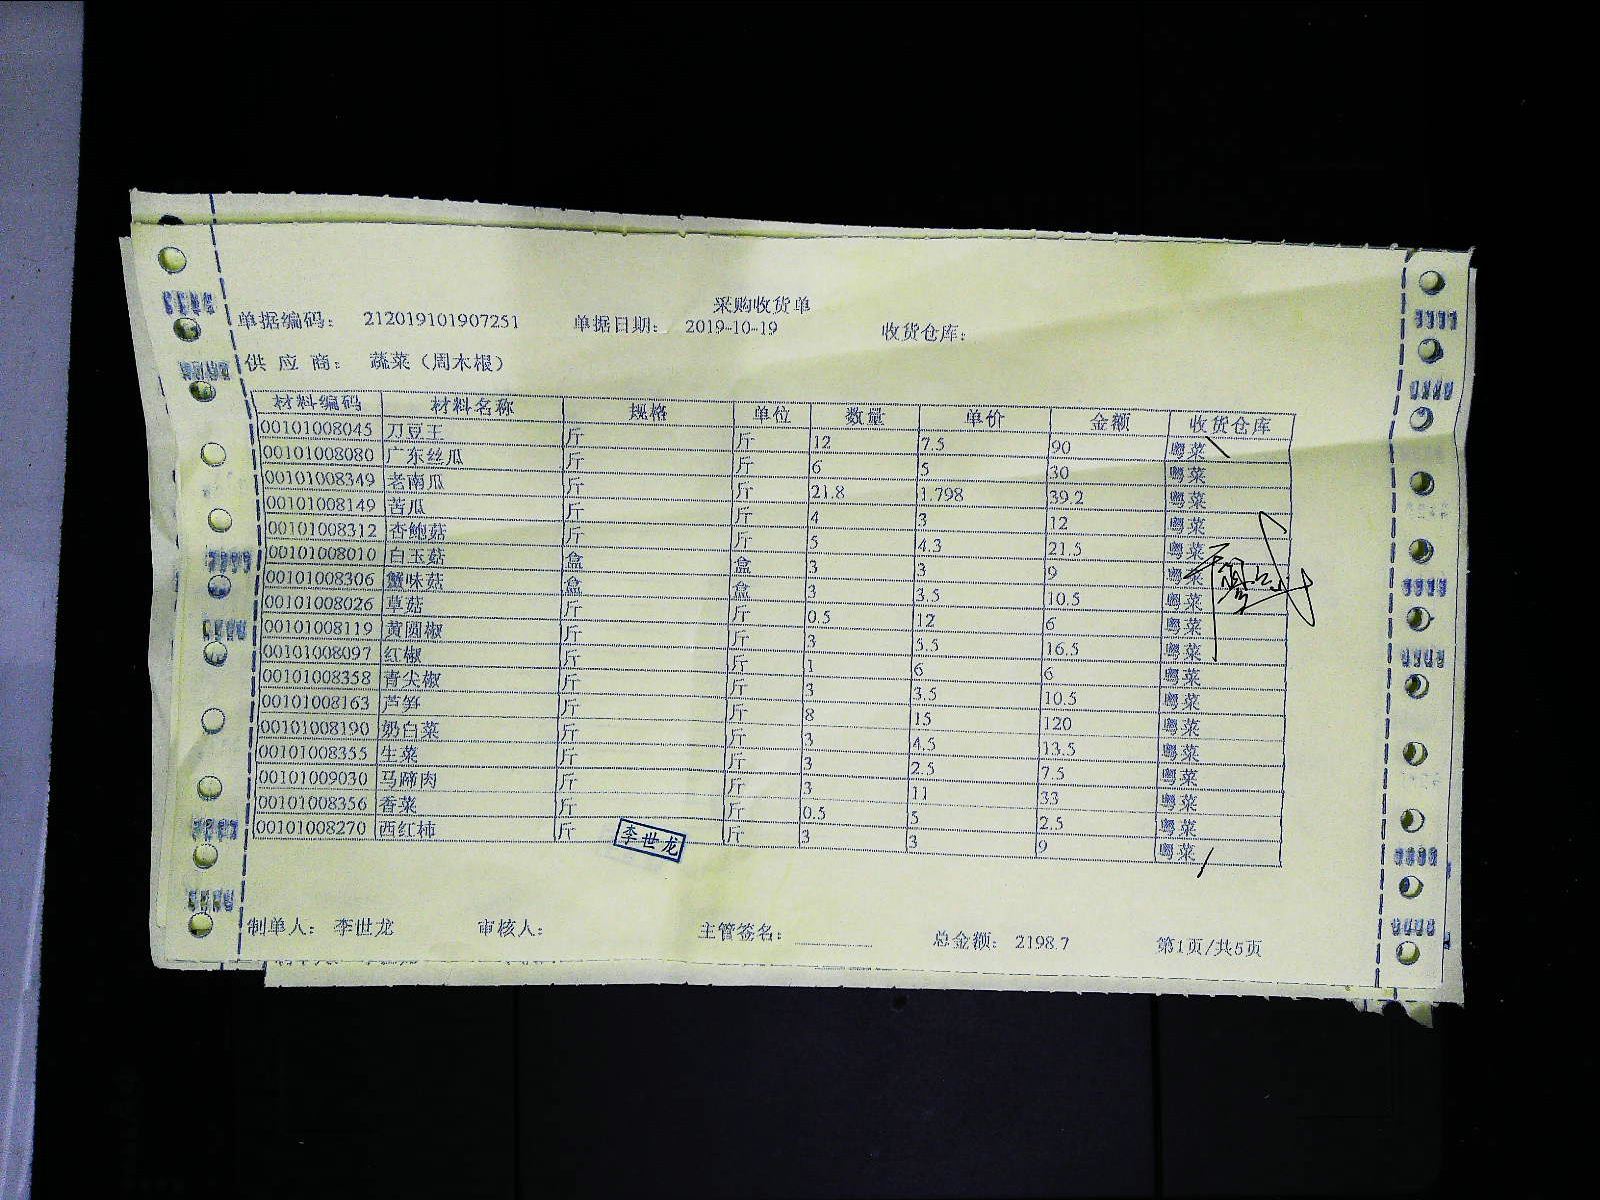 采购收货单
单据编码： 212019101907251 单据日期： 2019-10-19 收货仓库：
供 应 商： 蔬菜（周木根）
材料编码 材料名称 规格 单位 数量 单价 金额 收货仓库
00101008045 刀豆王 斤 斤 12 7.5 90 粤菜
00101008080 广东丝瓜 斤 斤 6 5 30 粤菜
00101008349 老南瓜 斤 斤 21.8 1.798 39.2 粤菜
00101008149 苦瓜 斤 斤 4 3 12 粤菜
00101008312 杏鲍菇 斤 斤 5 4.3 21.5 粤菜
00101008010 白玉菇 盒 盒 3 3 9 粤菜
00101008306 蟹味菇 盒 盒 3 3.5 10.5 粤菜
00101008026 草菇 斤 斤 0.5 12 6 粤菜
00101008119 黄圆椒 斤 斤 3 5.5 16.5 粤菜
00101008097 红椒 斤 斤 1 6 6 粤菜
00101008358 青尖椒 斤 斤 3 3.5 10.5 粤菜
00101008163 芦笋 斤 斤 8 15 120 粤菜
00101008190 奶白菜 斤 斤 3 4.5 13.5 粤菜
00101008355 生菜 斤 斤 3 2.5 7.5 粤菜
00101009030 马蹄肉 斤 斤 3 11 33 粤菜
00101008356 香菜 斤 斤 0.5 5 2.5 粤菜
00101008270 西红柿 斤 斤 3 3 9 粤菜
李世龙
制单人： 李世龙 审核人： 主管签名： 总金额： 2198.7 第1页/共5页